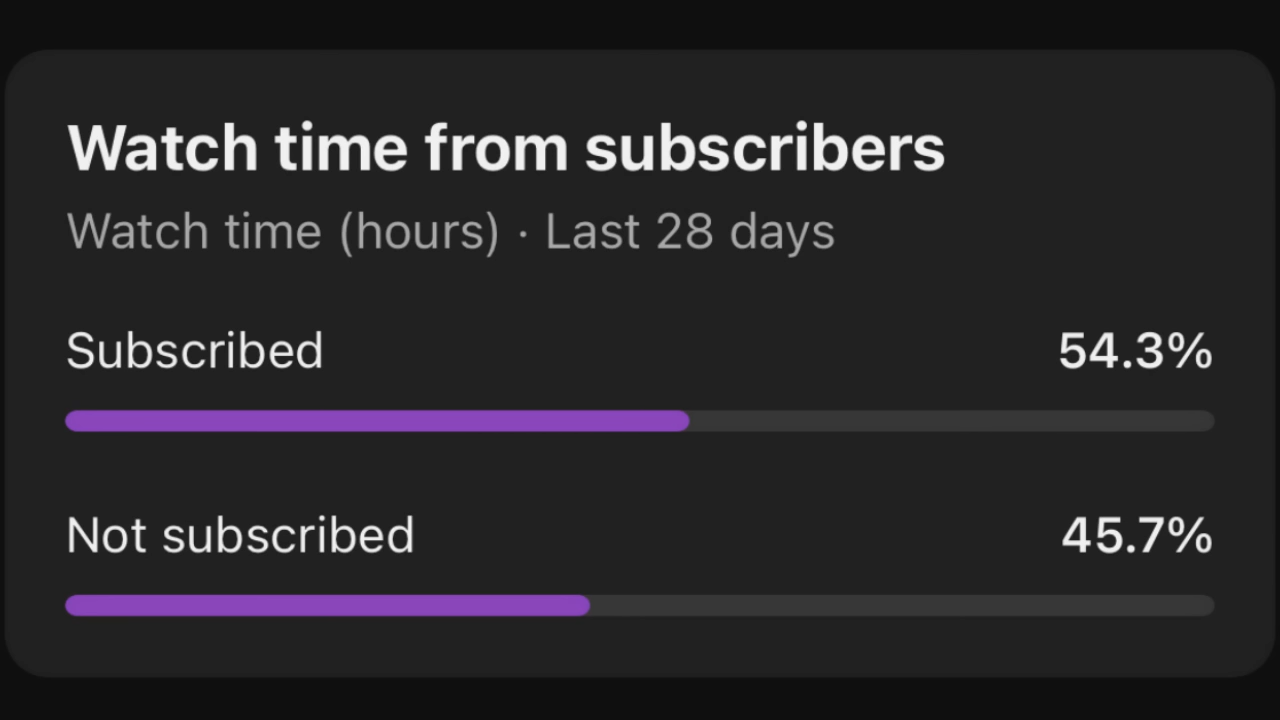 Watch time from subscribers
Watch time (hours) · Last 28 days
Subscribed 54.3%
Not subscribed 45.7%